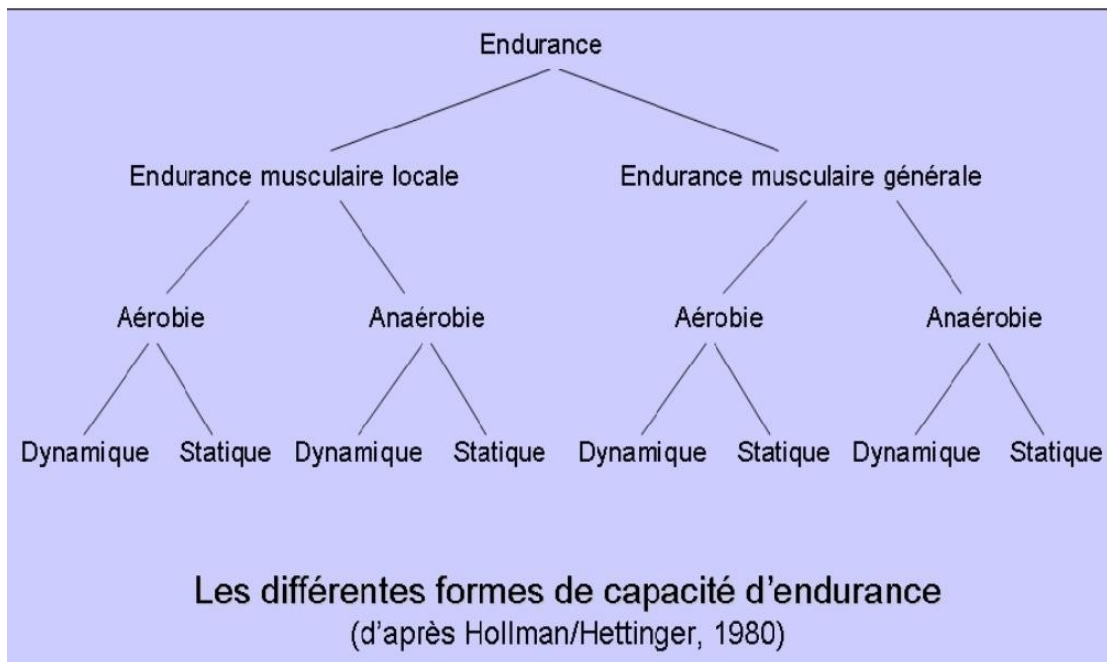 Endurance
Endurance musculaire locale Endurance musculaire générale
Aérobie Anaérobie Aérobie Anaérobie
Dynamique Statique Dynamique Statique Dynamique Statique Dynamique Statique
Les différentes formes de capacité d'endurance
(d'après Hollman/Hettinger, 1980)